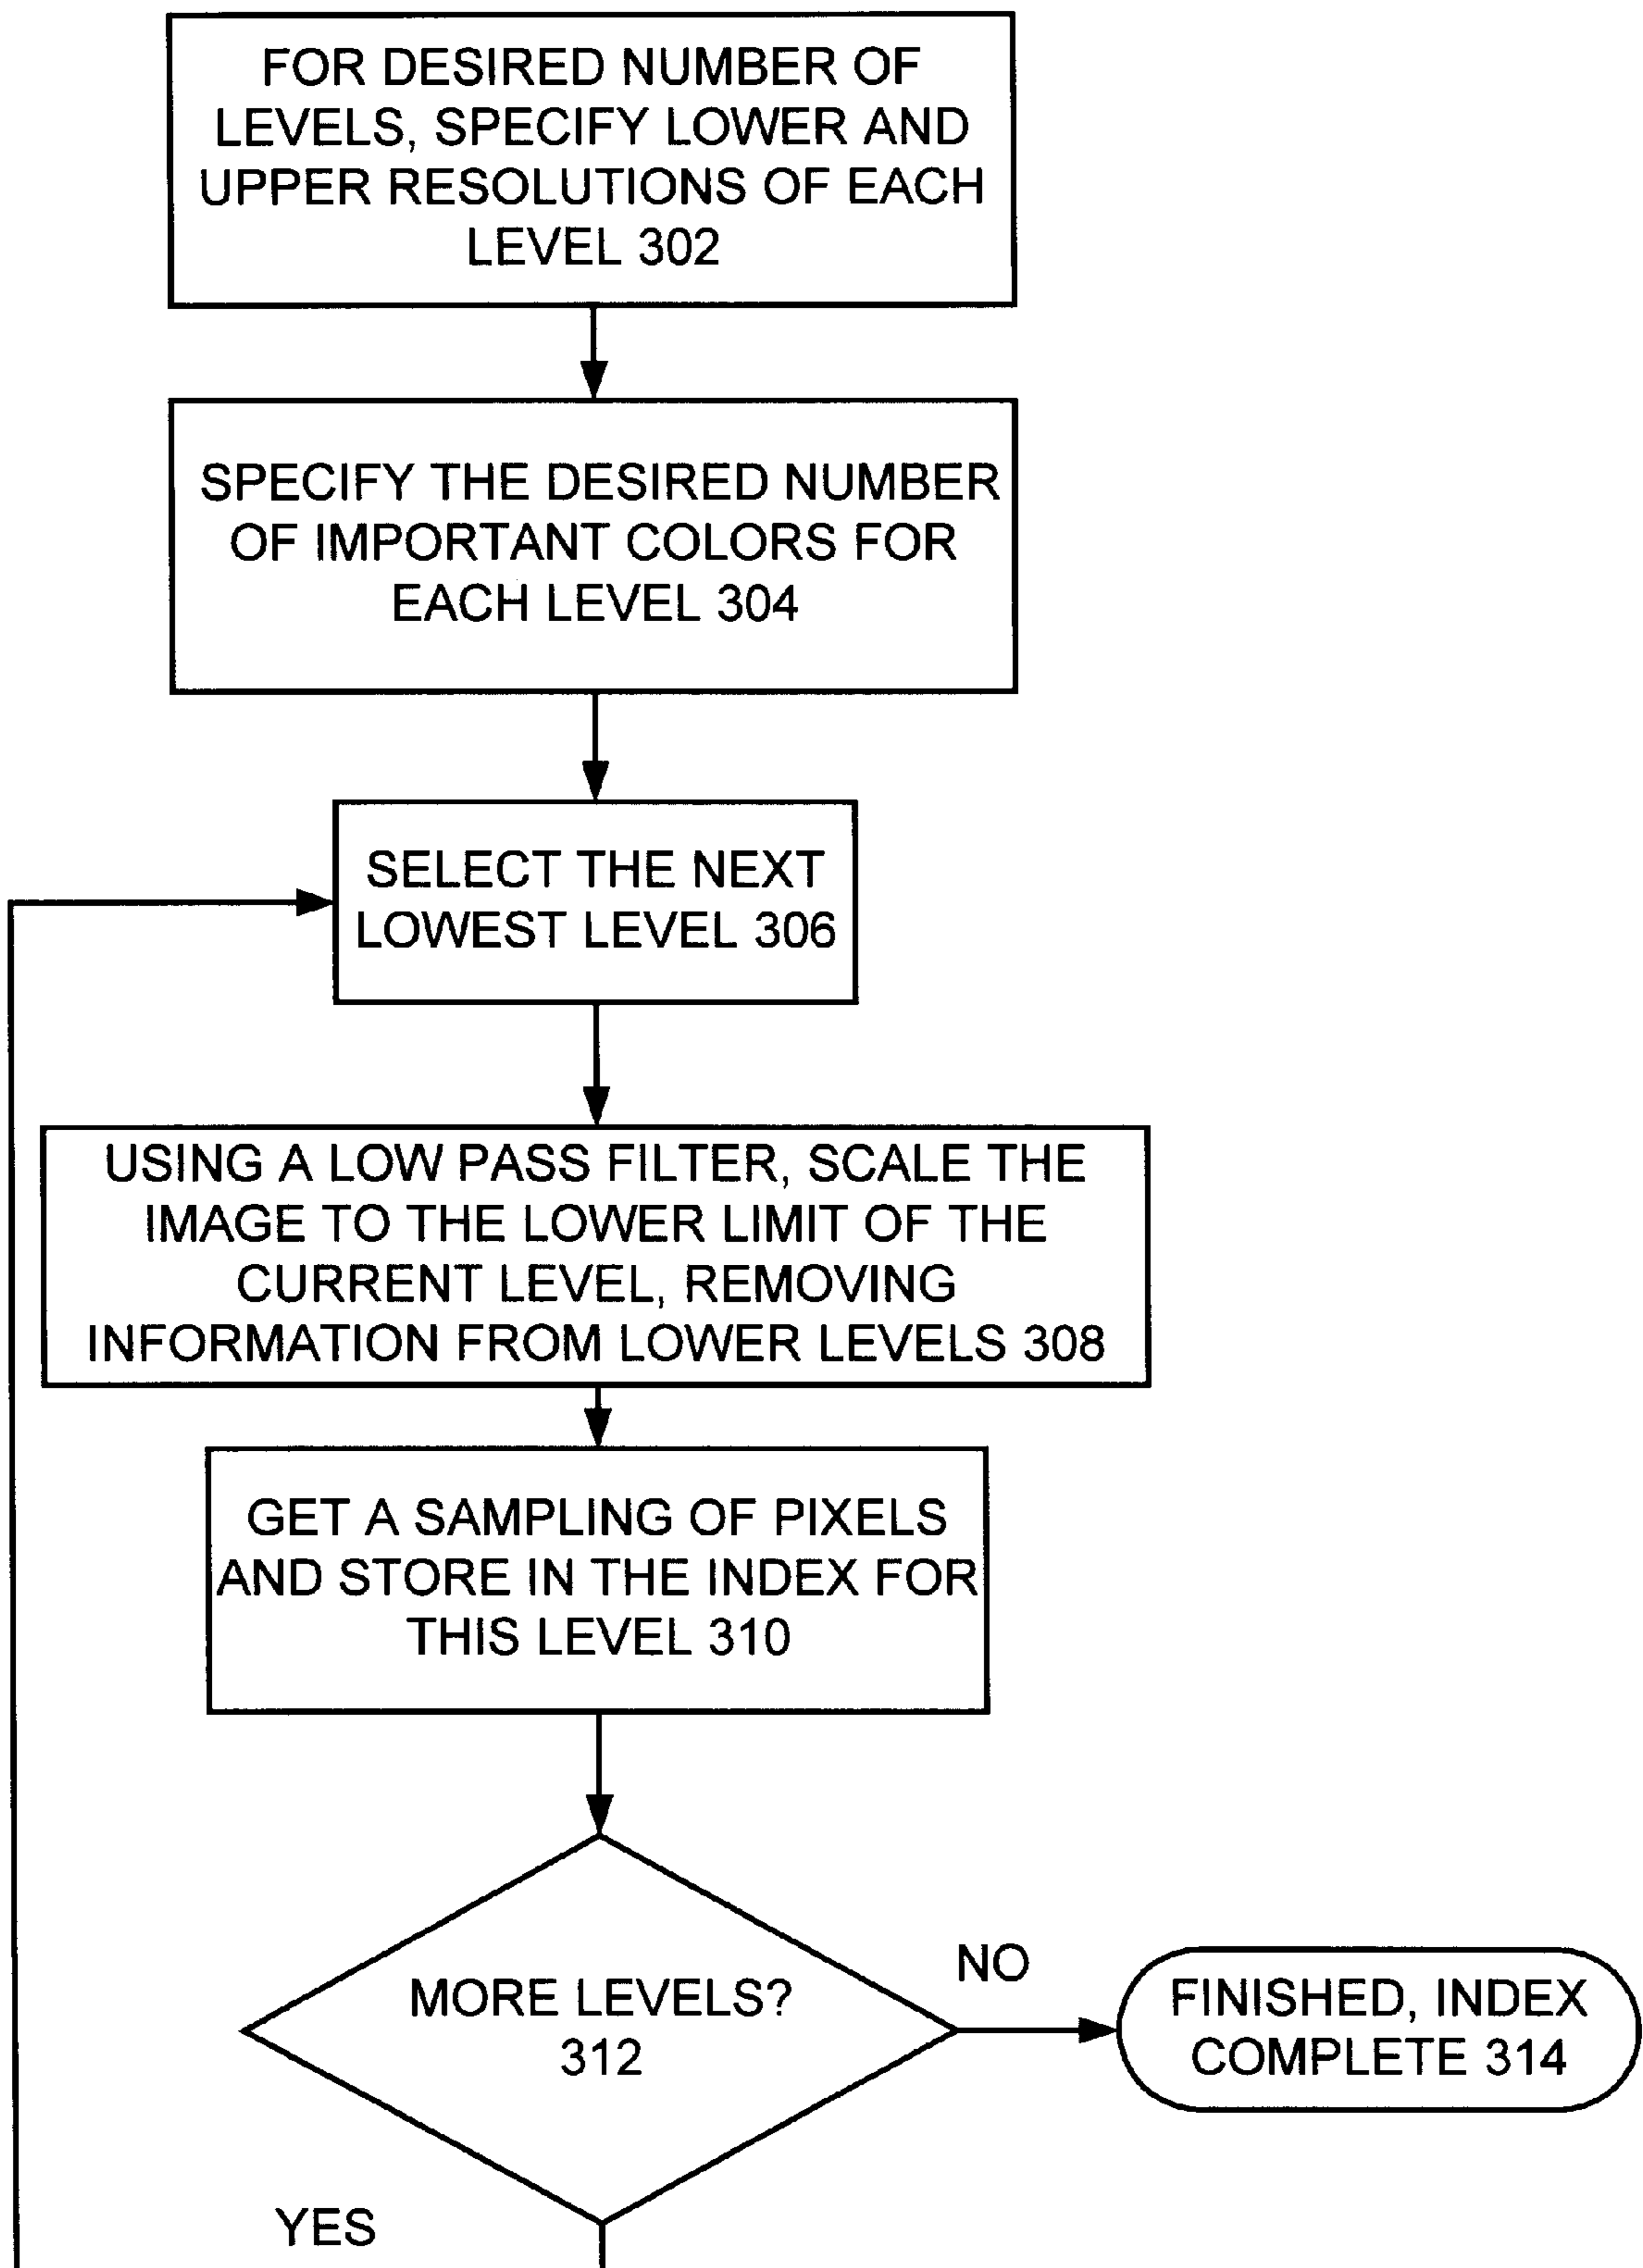 FOR DESIRED NUMBER OF
LEVELS, SPECIFY LOWER AND
UPPER RESOLUTIONS OF EACH
LEVEL 302
SPECIFY THE DESIRED NUMBER
OF IMPORTANT COLORS FOR
EACH LEVEL 304
SELECT THE NEXT
LOWEST LEVEL 306
USING A LOW PASS FILTER, SCALE THE
IMAGE TO THE LOWER LIMIT OF THE
CURRENT LEVEL, REMOVING
INFORMATION FROM LOWER LEVELS 308
GET A SAMPLING OF PIXELS
AND STORE IN THE INDEX FOR
THIS LEVEL 310
MORE LEVELS?
312
NO
FINISHED, INDEX
COMPLETE 314
YES